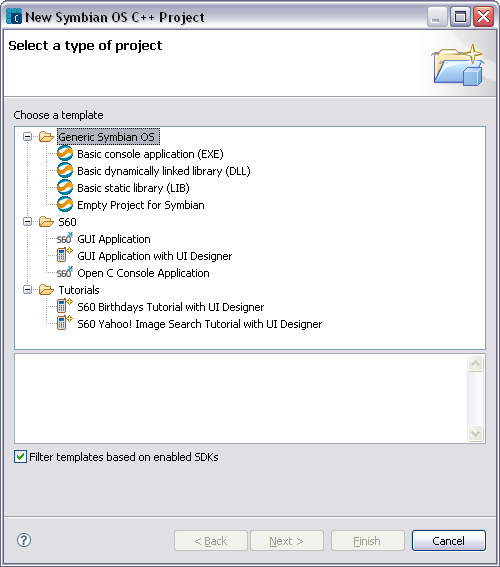 New Symbian OS C++ Project
Select a type of project
Choose a template
Generic Symbian OS
Basic console application (EXE)
Basic dynamically linked library (DLL)
Basic static library (LIB)
Empty Project for Symbian
S60
S60 GUI Application
GUI Application with UI Designer
S60 Open C Console Application
Tutorials
S60 Birthdays Tutorial with UI Designer
S60 Yahoo! Image Search Tutorial with UI Designer
Filter templates based on enabled SDKs
? < Back Next > Finish Cancel